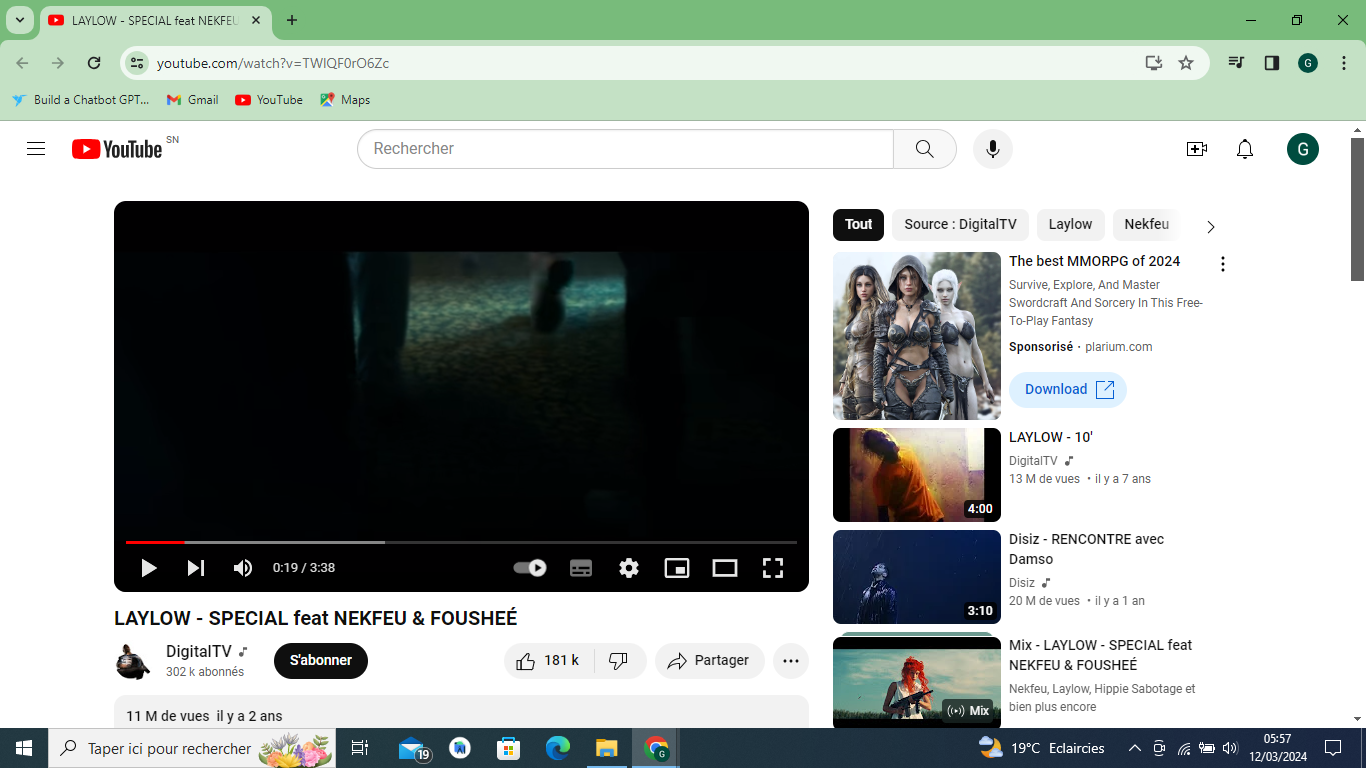 LAYLOW - SPECIAL feat NEKFEU
youtube.com/watch?v=TWIQF0rO6Zc
G
Build a Chatbot GPT...
Gmail
YouTube
Maps
YouTube SN
Rechercher
G
Tout
Source : DigitalTV
Laylow
Nekfeu
The best MMORPG of 2024
Survive, Explore, And Master
Swordcraft And Sorcery In This Free-
To-Play Fantasy
Sponsorisé · plarium.com
Download
LAYLOW - 10'
DigitalTV
13 M de vues • il y a 7 ans
4:00
Disiz - RENCONTRE avec
Damso
Disiz
20 M de vues • il y a 1 an
3:10
Mix - LAYLOW - SPECIAL feat
NEKFEU & FOUSHEÉ
Nekfeu, Laylow, Hippie Sabotage et
bien plus encore
Mix
0:19 / 3:38
LAYLOW - SPECIAL feat NEKFEU & FOUSHEÉ
DigitalTV
302 k abonnés
S'abonner
181 k
Partager
11 M de vues il y a 2 ans
Taper ici pour rechercher
19
G
19°C Eclaircies
05:57
12/03/2024